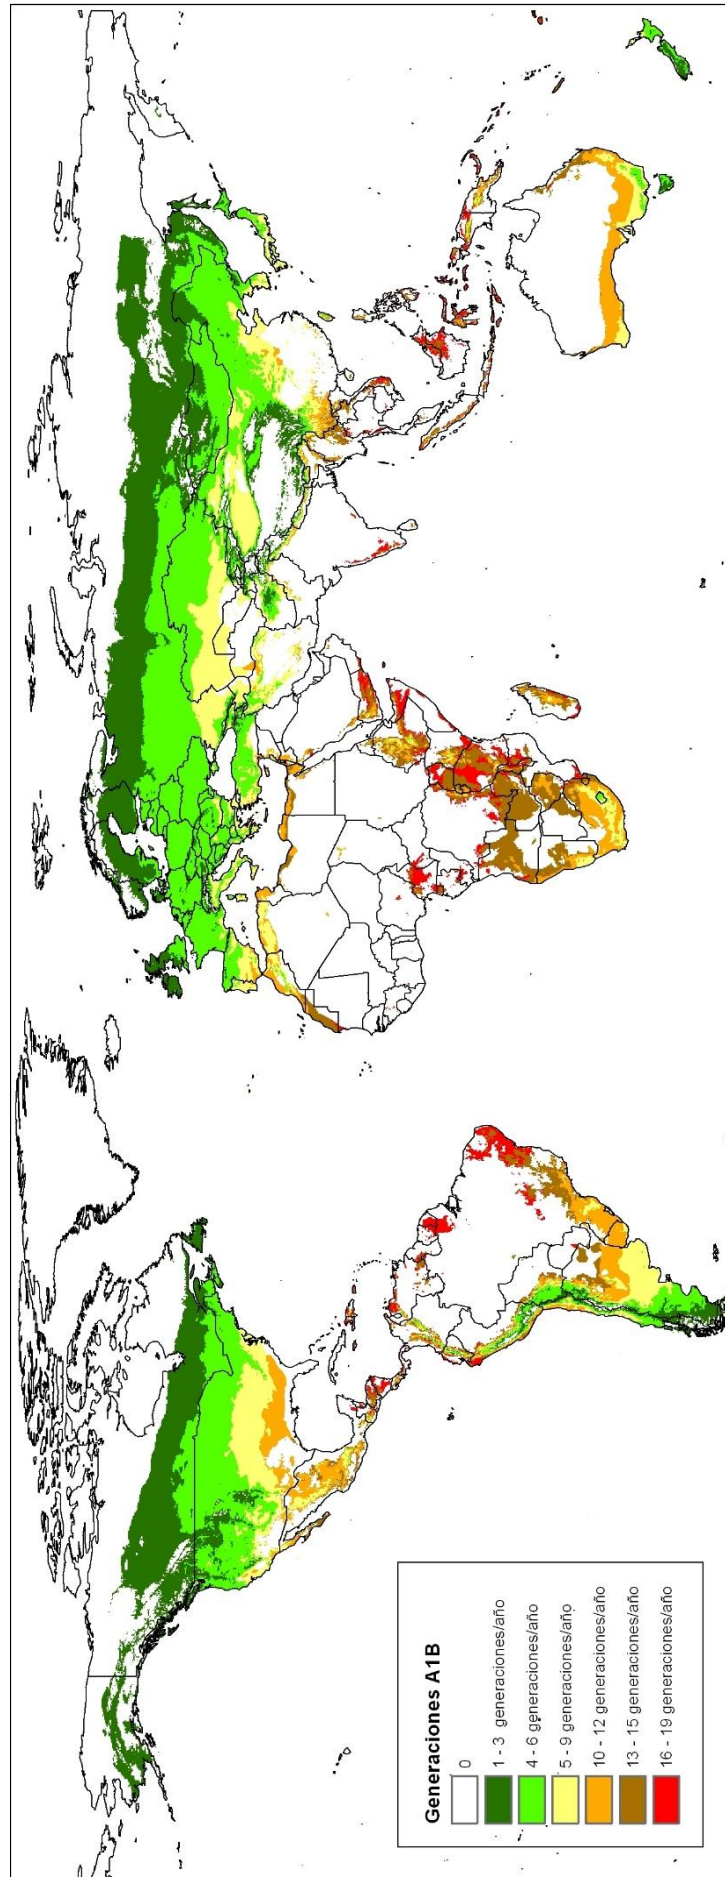 Generaciones A1B
0
1 - 3 generaciones/año
4 - 6 generaciones/año
5 - 9 generaciones/año
10 - 12 generaciones/año
13 - 15 generaciones/año
16 - 19 generaciones/año